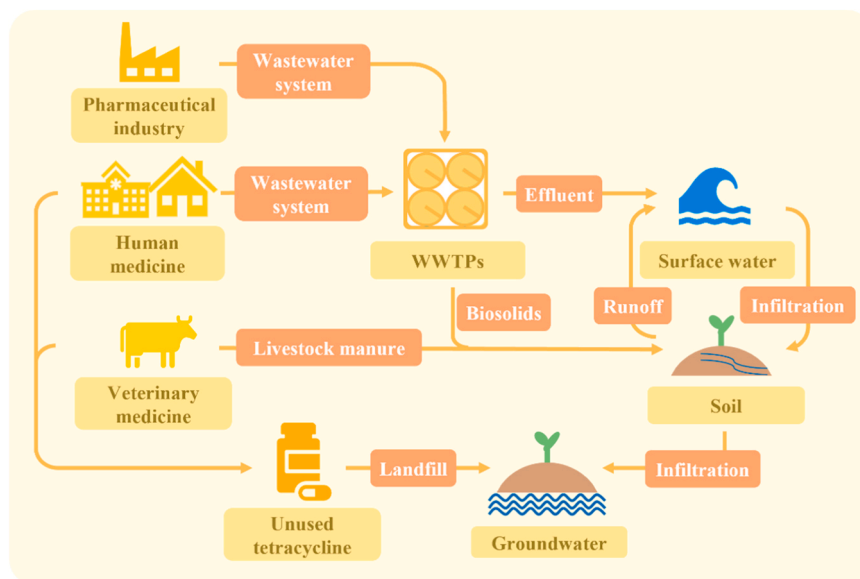 Wastewater
system
Pharmaceutical
industry
Wastewater
system
Effluent
Human
medicine
WWTPs
Surface water
Biosolids
Runoff
Infiltration
Livestock manure
Veterinary
medicine
Soil
Landfill
Infiltration
Unused
tetracycline
Groundwater